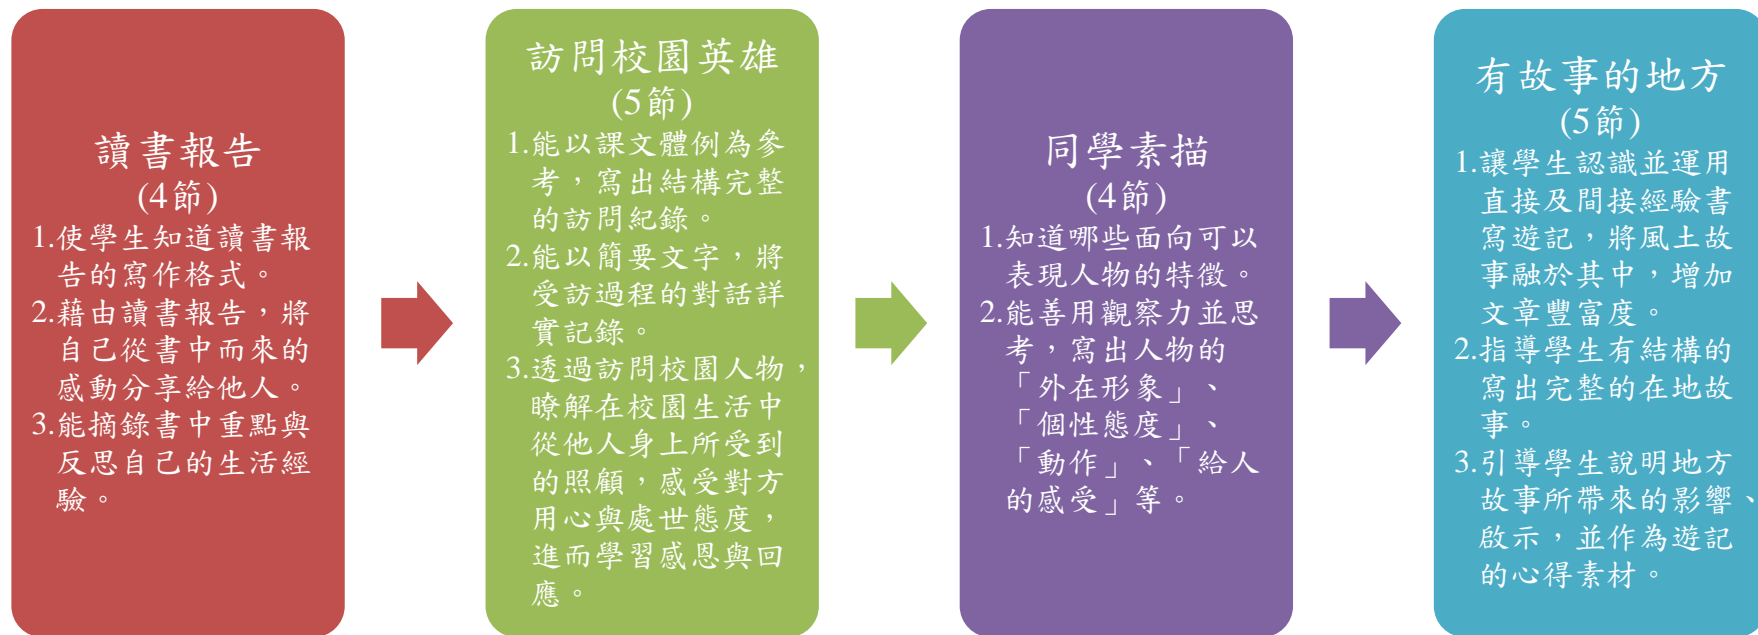 讀書報告
(4節)
1.使學生知道讀書報
告的寫作格式。
2.藉由讀書報告，將
自己從書中而來的
感動分享給他人。
3.能摘錄書中重點與
反思自己的生活經
驗。
訪問校園英雄
(5節)
1.能以課文體例為參
考，寫出結構完整
的訪問紀錄。
2.能以簡要文字，將
受訪過程的對話詳
實記錄。
3.透過訪問校園人物，
瞭解在校園生活中
從他人身上所受到
的照顧，感受對方
用心與處世態度，
進而學習感恩與回
應。
同學素描
(4節)
1.知道哪些面向可以
表現人物的特徵。
2.能善用觀察力並思
考，寫出人物的
「外在形象」、
「個性態度」、
「動作」、「給人
的感受」等。
有故事的地方
(5節)
1.讓學生認識並運用
直接及間接經驗書
寫遊記，將風土故
事融於其中，增加
文章豐富度。
2.指導學生有結構的
寫出完整的在地故
事。
3.引導學生說明地方
故事所帶來的影響、
啟示，並作為遊記
的心得素材。